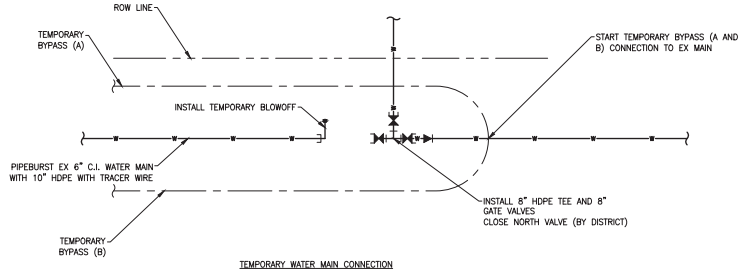 ROW LINE
TEMPORARY
BYPASS (A)
START TEMPORARY BYPASS (A AND
B) CONNECTION TO EX MAIN
INSTALL TEMPORARY BLOWOFF
W W W W W W W W W
W
PIPEBURST EX 6" C.I. WATER MAIN
WITH 10" HDPE WITH TRACER WIRE
INSTALL 8" HDPE TEE AND 8"
GATE VALVES
CLOSE NORTH VALVE (BY DISTRICT)
TEMPORARY
BYPASS (B)
TEMPORARY WATER MAIN CONNECTION